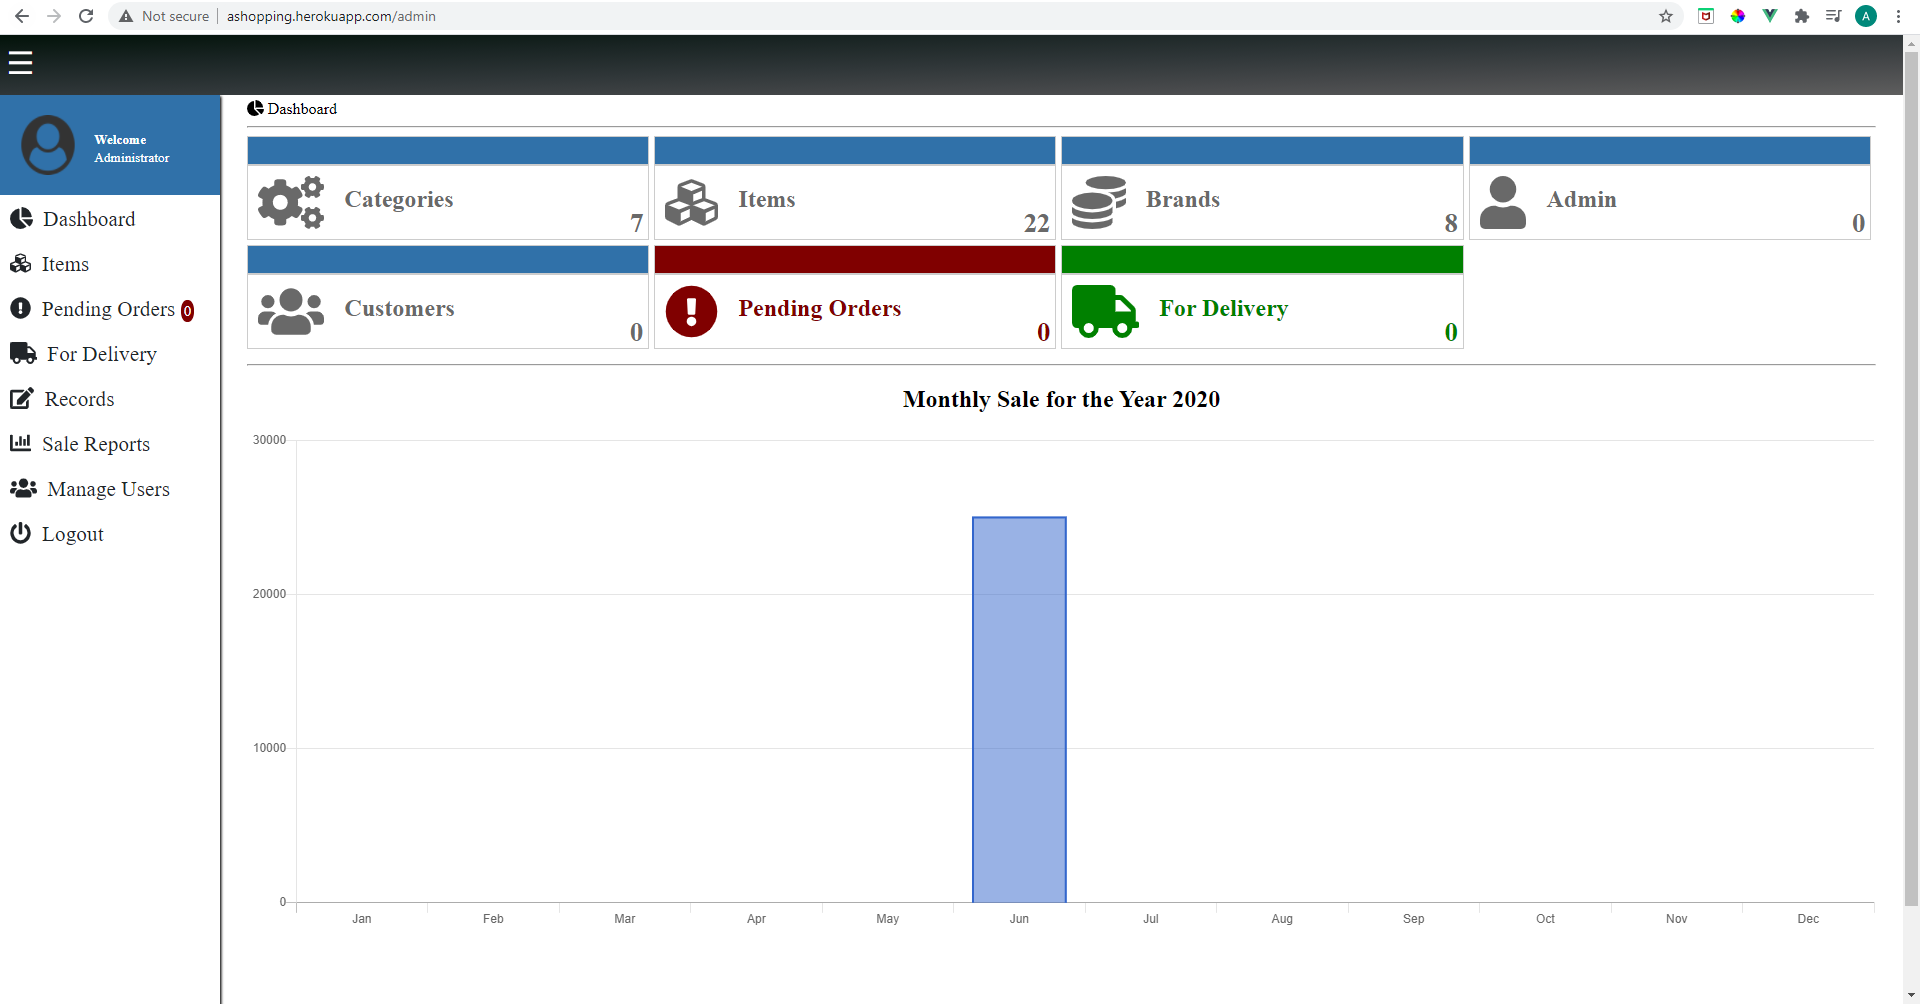 Not secure ashopping.herokuapp.com/admin A
Welcome
Administrator
Dashboard
Items
Pending Orders 0
For Delivery
Records
Sale Reports
Manage Users
Logout
Dashboard
Categories
7
Items
22
Brands
8
Admin
0
Customers
0
Pending Orders
0
For Delivery
0
Monthly Sale for the Year 2020
30000
20000
10000
0
Jan Feb Mar Apr May Jun Jul Aug Sep Oct Nov Dec